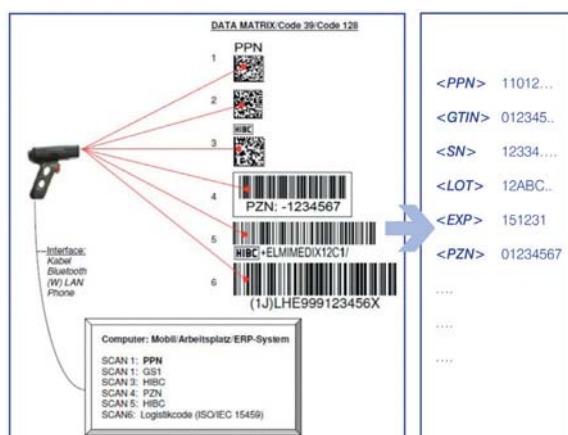 DATA MATRIX/Code 39/Code 128
PPN
1
2
HIBC
3
4
PZN: -1234567
5
HIBC +ELMIMEDIX12C1/
6
(1J)LHE999123456X
Interface:
Kabel
Bluetooth
(W) LAN
Phone
Computer: Mobil/Arbeitsplatz/ERP-System
SCAN 1: PPN
SCAN 1: GS1
SCAN 3: HIBC
SCAN 4: PZN
SCAN 5: HIBC
SCAN6: Logistikcode (ISO/IEC 15459)
<PPN> 11012...
<GTIN> 012345..
<SN> 12334....
<LOT> 12ABC..
<EXP> 151231
<PZN> 01234567
....
....
....